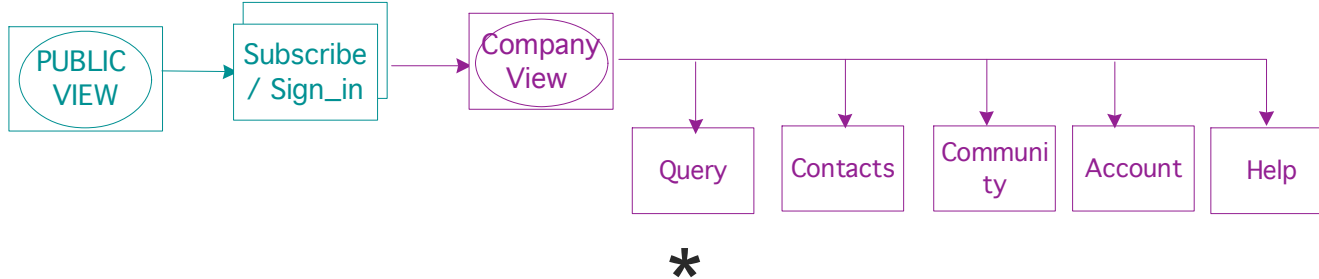 PUBLIC
VIEW
Subscribe
/ Sign_in
Company
View
Query
Contacts
Communi
ty
Account
Help
*